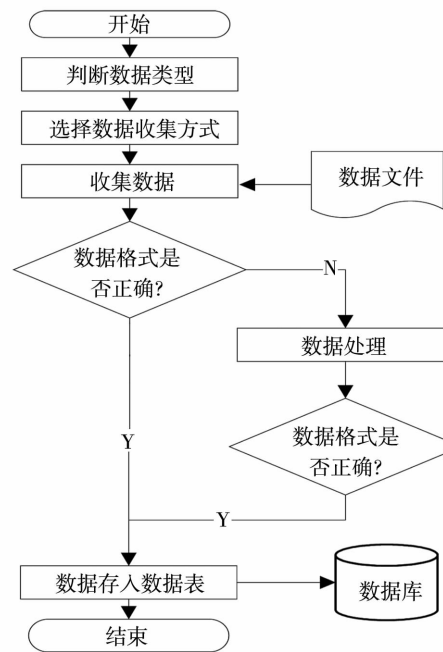 开始
判断数据类型
选择数据收集方式
收集数据
数据文件
数据格式是
否正确?
N
数据处理
数据格式是
否正确?
Y
Y
数据存入数据表
数据库
结束